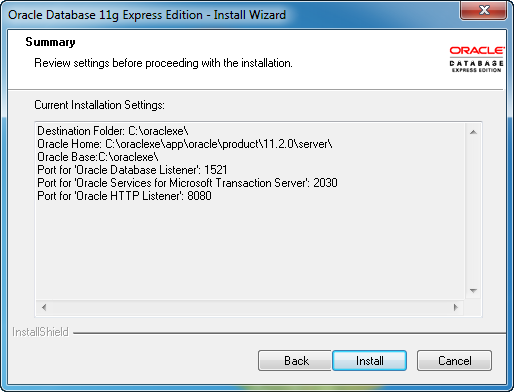 Oracle Database 11g Express Edition - Install Wizard
Summary
Review settings before proceeding with the installation.
ORACLE
DATABASE
EXPRESS EDITION
Current Installation Settings:
Destination Folder: C:\oraclexe\
Oracle Home: C:\oraclexe\app\oracle\product\11.2.0\server\
Oracle Base:C:\oraclexe\
Port for 'Oracle Database Listener': 1521
Port for 'Oracle Services for Microsoft Transaction Server': 2030
Port for 'Oracle HTTP Listener': 8080
InstallShield
Back
Install
Cancel